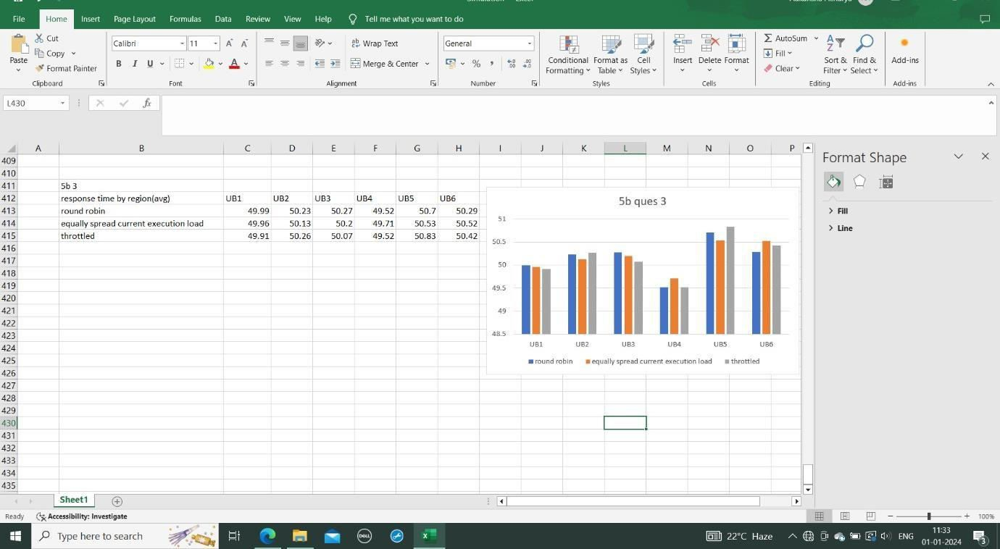 File Home Insert Page Layout Formulas Data Review View Help Tell me what you want to do
Cut
Copy
Format Painter
Paste
Clipboard
Calibri 11
B I U
Font
ab Wrap Text
Merge & Center
Alignment
General
% ,
Number
Conditional Formatting
Format as Table
Cell Styles
Styles
Insert Delete Format
Cells
AutoSum
Fill
Clear
Sort & Filter
Find & Select
Editing
Add-ins
Add-ins
L430 fx
A B C D E F G H I J K L M N O P
409
410
411 5b 3
412 response time by region(avg) UB1 UB2 UB3 UB4 UB5 UB6
413 round robin 49.99 50.23 50.27 49.52 50.7 50.29
414 equally spread current execution load 49.96 50.13 50.2 49.71 50.53 50.52
415 throttled 49.91 50.26 50.07 49.52 50.83 50.42
416
417
418
419
420
421
422
423
424
425
426
427
428
429
430
431
432
433
434
435
5b ques 3
51
50.5
50
49.5
49
48.5
UB1 UB2 UB3 UB4 UB5 UB6
round robin equally spread current execution load throttled
Format Shape
Fill
Line
Sheet1
Ready Accessibility: Investigate 100%
Type here to search
DELL
22°C Haze
ENG
11:33
01-01-2024
3